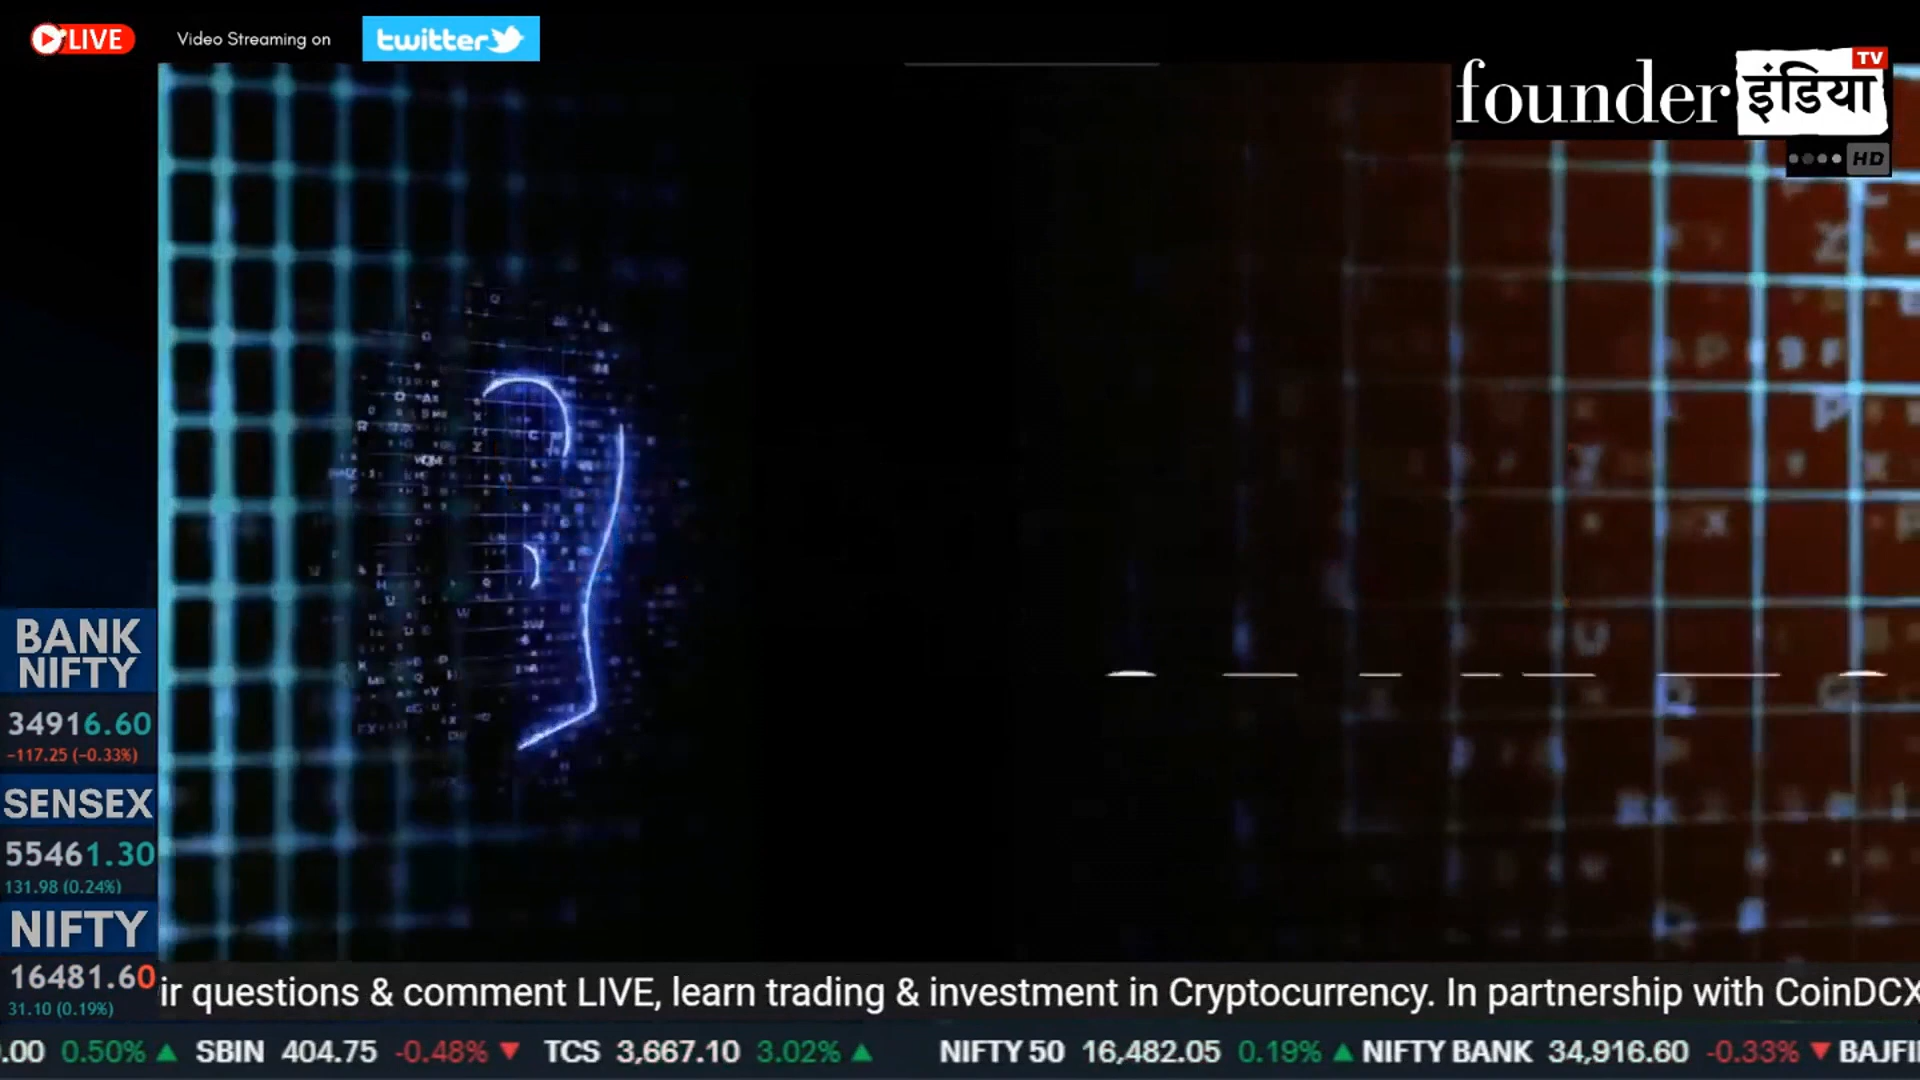 LIVE
Video Streaming on
twitter
founder इंडिया TV
HD
BANK
NIFTY
34916.60
-117.25 (-0.33%)
SENSEX
55461.30
131.98 (0.24%)
NIFTY
16481.60
31.10 (0.19%)
ir questions & comment LIVE, learn trading & investment in Cryptocurrency. In partnership with CoinDCX
.00 0.50% ▲ SBIN 404.75 -0.48% ▼ TCS 3,667.10 3.02% ▲ NIFTY 50 16,482.05 0.19% ▲ NIFTY BANK 34,916.60 -0.33% ▼ BAJFI